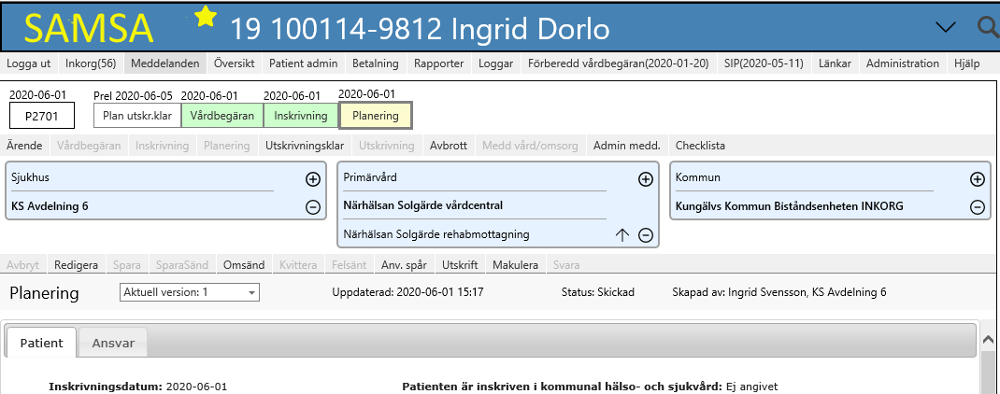 SAMSA 19 100114-9812 Ingrid Dorlo
Logga ut Inkorg(56) Meddelanden Översikt Patient admin Betalning Rapporter Loggar Förberedd vårdbegäran(2020-01-20) SIP(2020-05-11) Länkar Administration Hjälp
2020-06-01 Prel 2020-06-05 2020-06-01 2020-06-01 2020-06-01
P2701 Plan utskr.klar Vårdbegäran Inskrivning Planering
Ärende Vårdbegäran Inskrivning Planering Utskrivningsklar Utskrivning Avbrott Medd vård/omsorg Admin medd. Checklista
Sjukhus Primärvård Kommun
KS Avdelning 6 Närhälsan Solgärde vårdcentral Kungälvs Kommun Biståndsenheten INKORG
Närhälsan Solgärde rehabmottagning
Avbryt Redigera Spara SparaSänd Omsänd Kvittera Felsänt Anv. spår Utskrift Makulera Svara
Planering Aktuell version: 1 Uppdaterad: 2020-06-01 15:17 Status: Skickad Skapad av: Ingrid Svensson, KS Avdelning 6
Patient Ansvar
Inskrivningsdatum: 2020-06-01 Patienten är inskriven i kommunal hälso- och sjukvård: Ej angivet